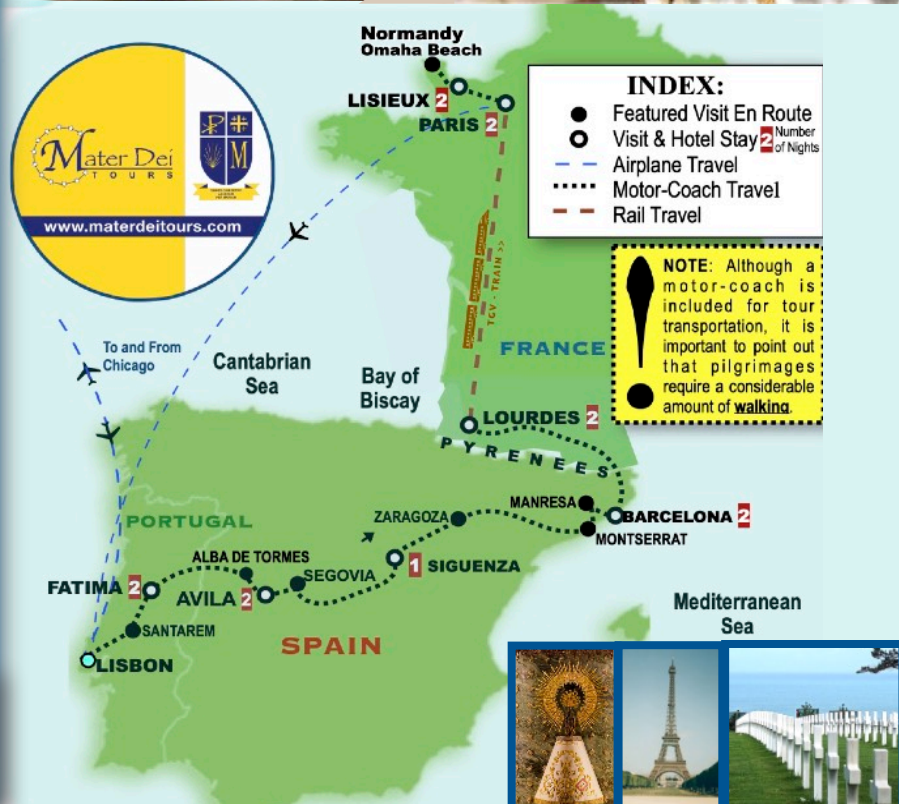 Normandy
Omaha Beach
LISIEUX 2
PARIS 2
INDEX:
Featured Visit En Route
Visit & Hotel Stay 2 Number of Nights
Airplane Travel
Motor-Coach Travel
Rail Travel
Mater Dei
TOURS
M
www.materdeitours.com
NOTE: Although a
motor-coach is
included for tour
transportation, it is
important to point out
that pilgrimages
require a considerable
amount of walking.
TGV - TRAIN >>
To and From
Chicago
Cantabrian
Sea
Bay of
Biscay
FRANCE
LOURDES 2
PYRENEES
MANRESA
BARCELONA 2
MONTSERRAT
ZARAGOZA
PORTUGAL
ALBA DE TORMES
SEGOVIA
1 SIGUENZA
FATIMA 2
AVILA 2
SANTAREM
SPAIN
LISBON
Mediterranean
Sea